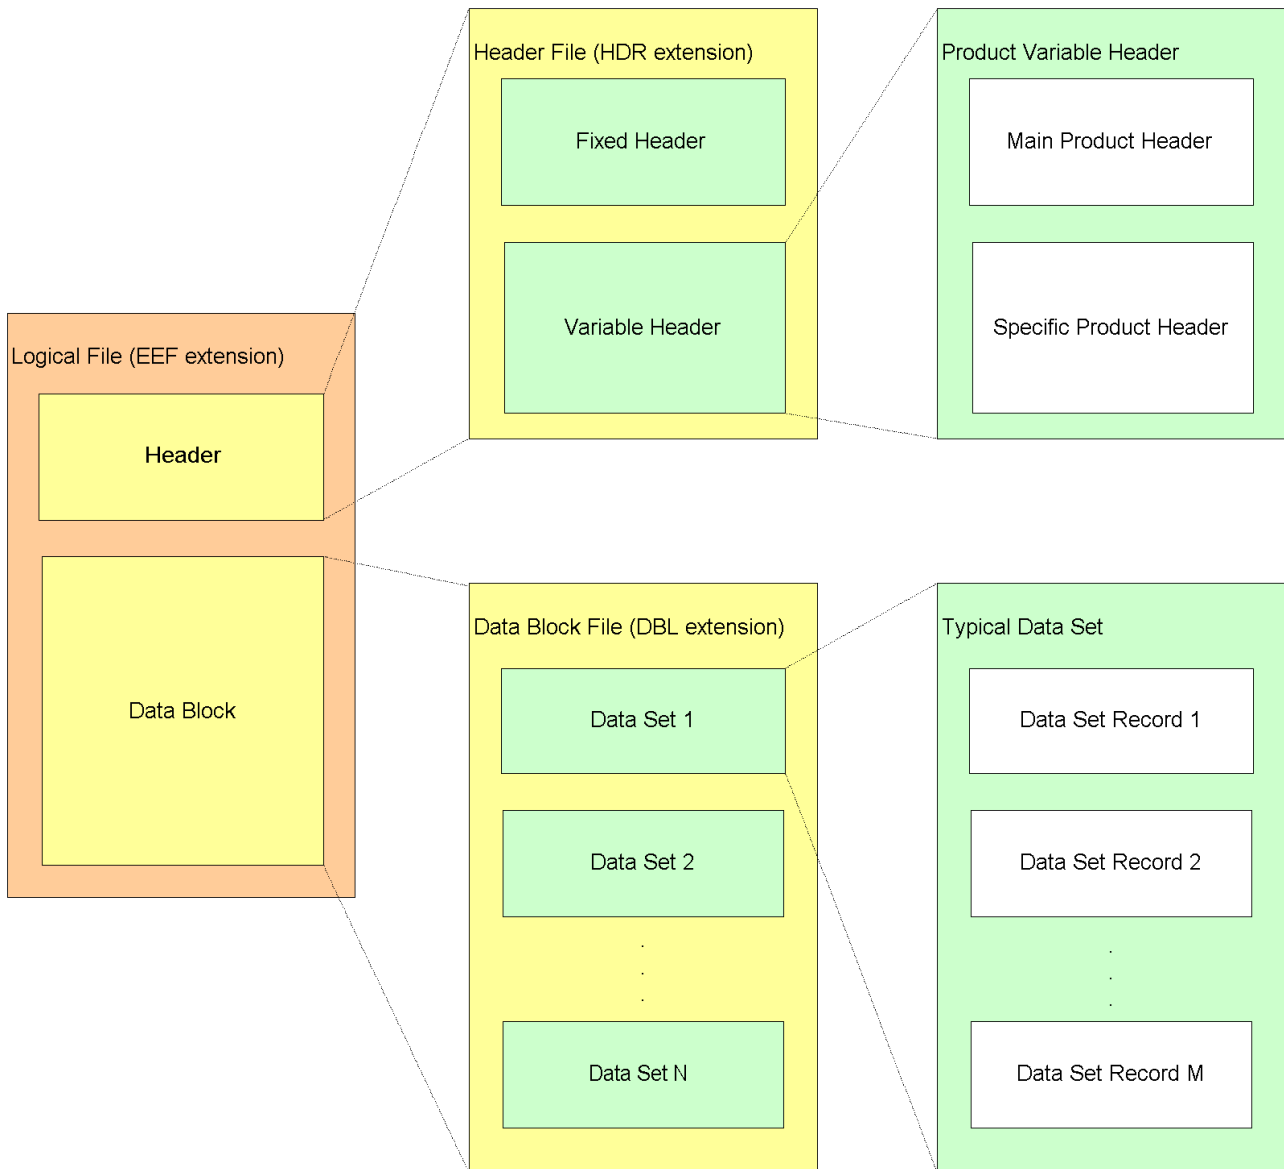 Logical File (EEF extension)
Header
Data Block
Header File (HDR extension)
Fixed Header
Variable Header
Product Variable Header
Main Product Header
Specific Product Header
Data Block File (DBL extension)
Data Set 1
Data Set 2
.
.
.
Data Set N
Typical Data Set
Data Set Record 1
Data Set Record 2
.
.
.
Data Set Record M